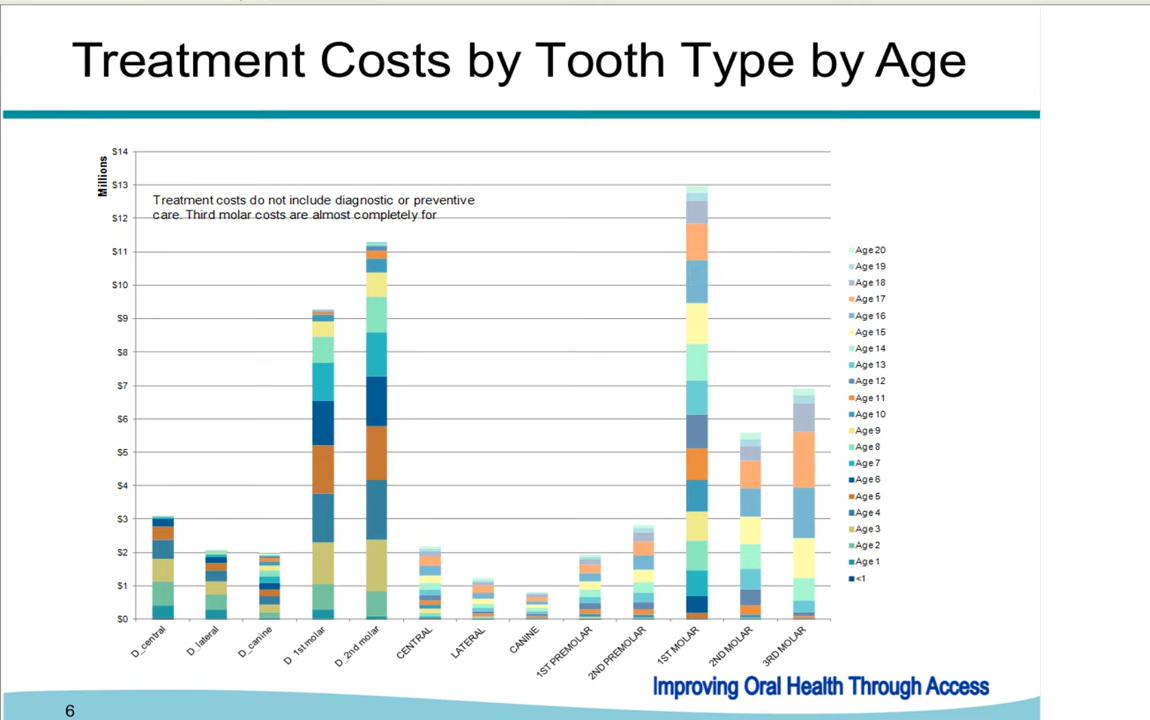 Treatment Costs by Tooth Type by Age
Millions
$14
$13
$12
$11
$10
$9
$8
$7
$6
$5
$4
$3
$2
$1
$0
Treatment costs do not include diagnostic or preventive
care. Third molar costs are almost completely for
Age 20
Age 19
Age 18
Age 17
Age 16
Age 15
Age 14
Age 13
Age 12
Age 11
Age 10
Age 9
Age 8
Age 7
Age 6
Age 5
Age 4
Age 3
Age 2
Age 1
<1
D_central
D_lateral
D_canine
D_1st molar
D_2nd molar
CENTRAL
LATERAL
CANINE
1ST PREMOLAR
2ND PREMOLAR
1ST MOLAR
2ND MOLAR
3RD MOLAR
Improving Oral Health Through Access
6